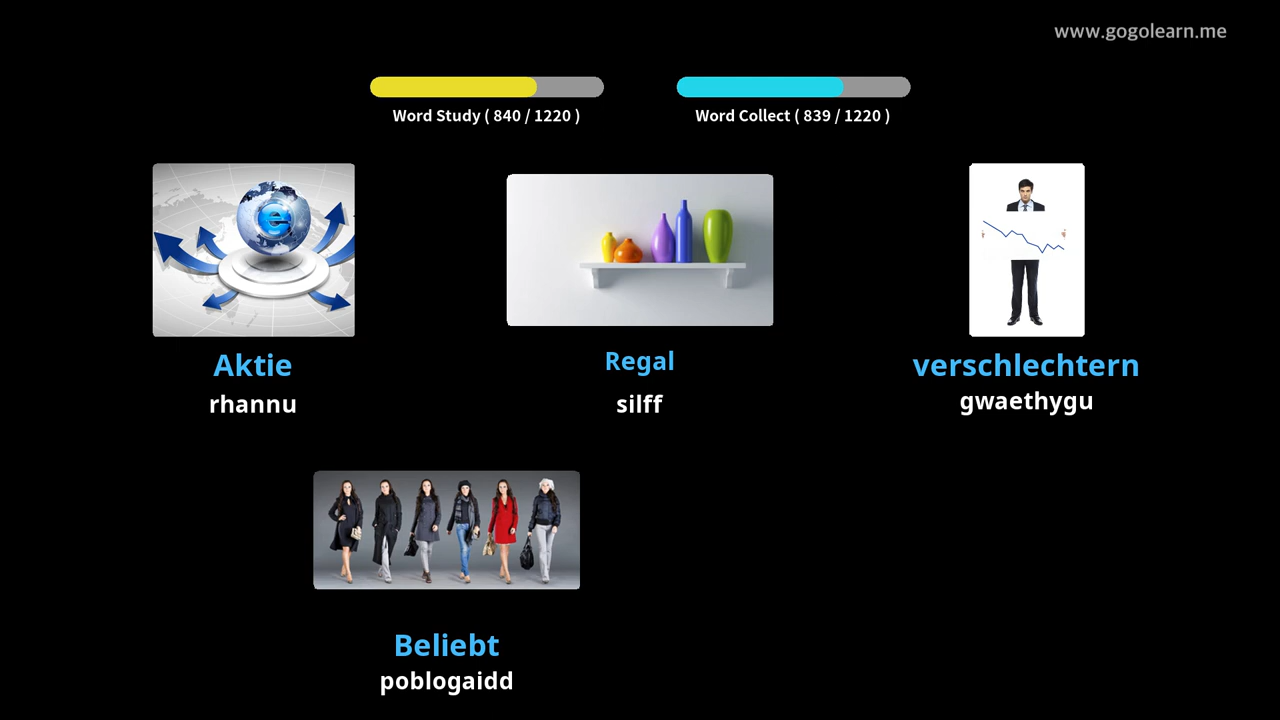 www.gogolearn.me
Word Study ( 840 / 1220 )
Word Collect ( 839 / 1220 )
e
Aktie
rhannu
Regal
silff
verschlechtern
gwaethygu
Beliebt
poblogaidd